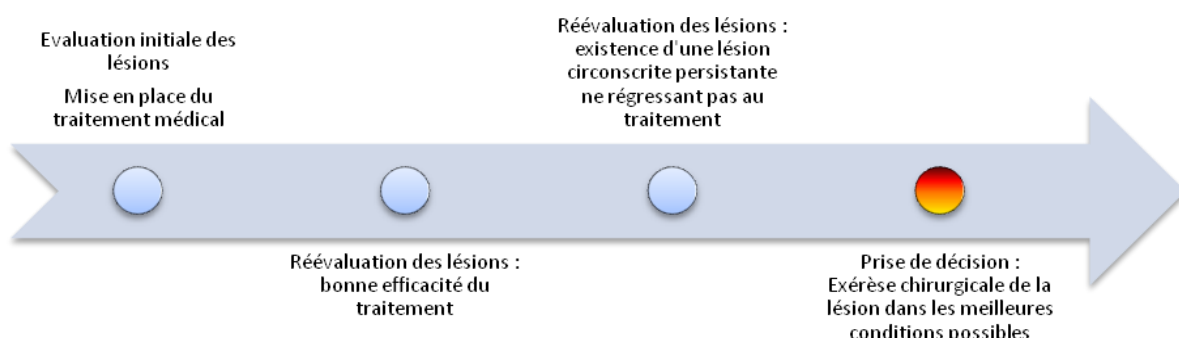 Evaluation initiale des
lésions
Mise en place du
traitement médical
Réévaluation des lésions :
bonne efficacité du
traitement
Réévaluation des lésions :
existence d'une lésion
circonscrite persistante
ne régressant pas au
traitement
Prise de décision :
Exérèse chirurgicale de la
lésion dans les meilleures
conditions possibles